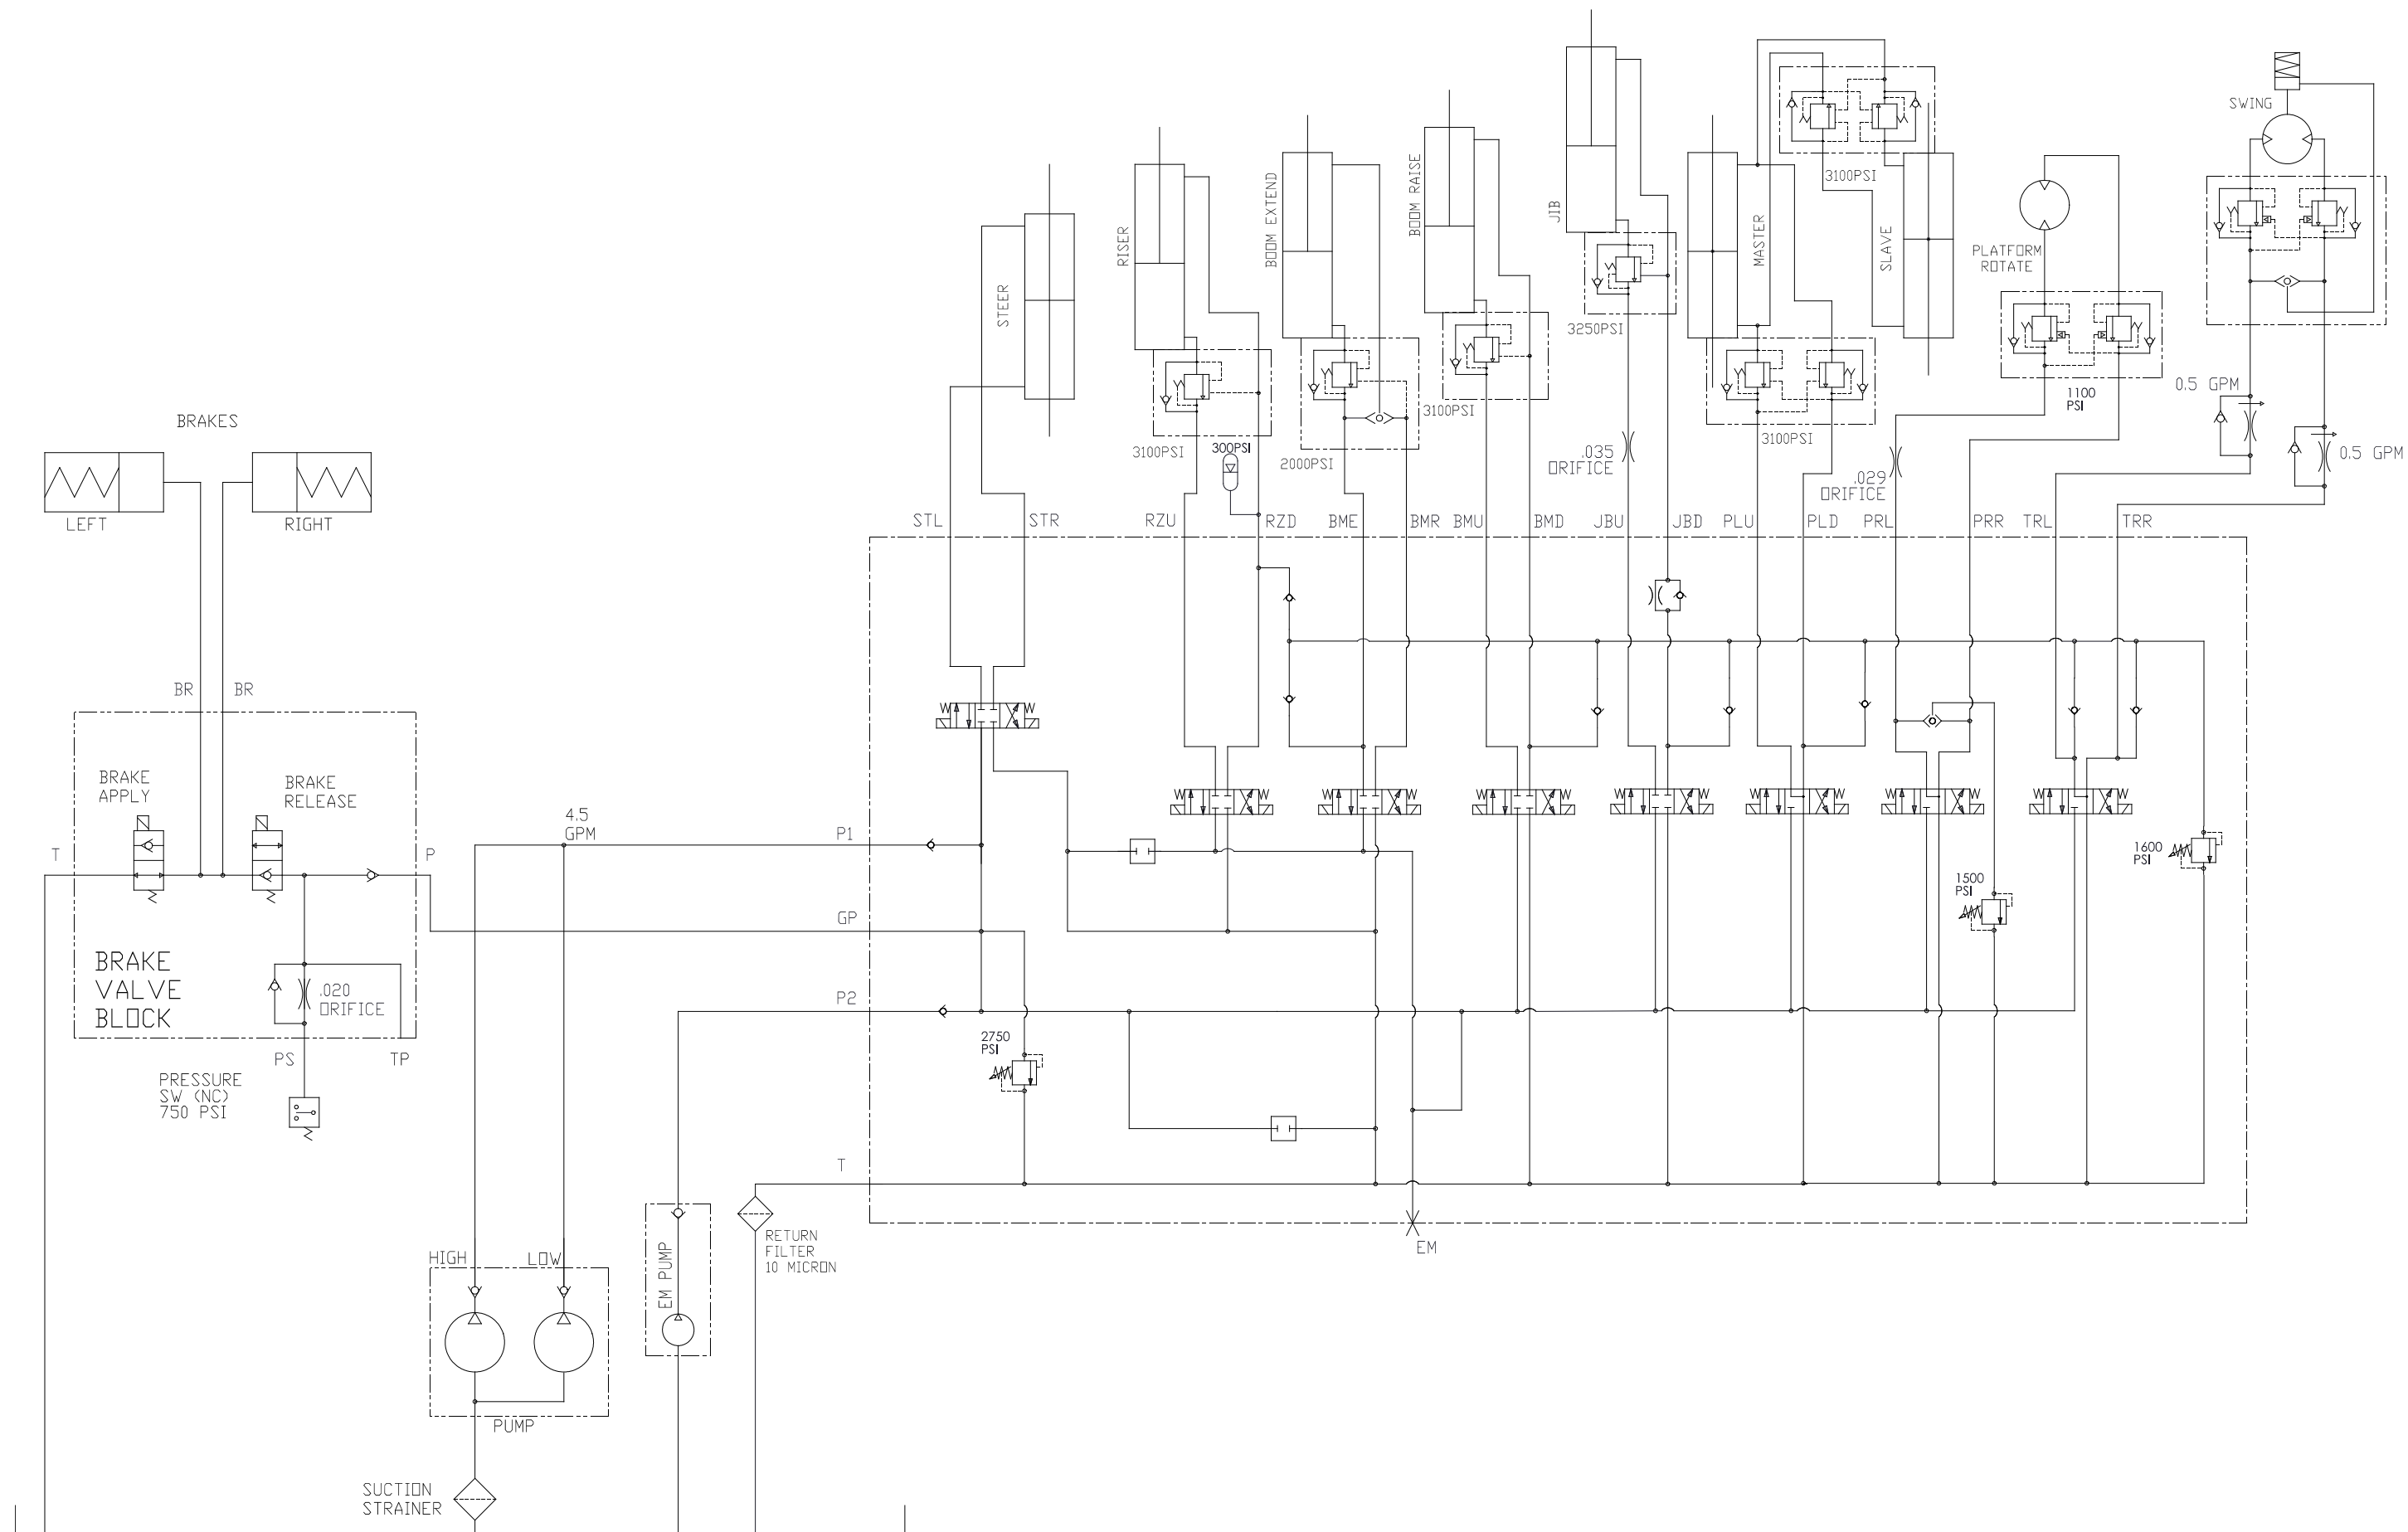 SWING
3100PSI
BOOM RAISE
JIB
BOOM EXTEND
RISER
MASTER
SLAVE
PLATFORM
ROTATE
STEER
3250PSI
0.5 GPM
1100
PSI
3100PSI
3100PSI
BRAKES
3100PSI
300PSI
2000PSI
.035
ORIFICE
0.5 GPM
.029
ORIFICE
LEFT
RIGHT
STL
STR
RZU
RZD
BME
BMR
BMU
BMD
JBU
JBD
PLU
PLD
PRL
PRR
TRL
TRR
BR
BR
BRAKE
APPLY
BRAKE
RELEASE
4.5
GPM
P1
T
P
1600
PSI
1500
PSI
GP
BRAKE
VALVE
BLOCK
.020
ORIFICE
P2
2750
PSI
PS
TP
PRESSURE
SW (NC)
750 PSI
T
RETURN
FILTER
10 MICRON
EM
HIGH
LOW
EM PUMP
PUMP
SUCTION
STRAINER